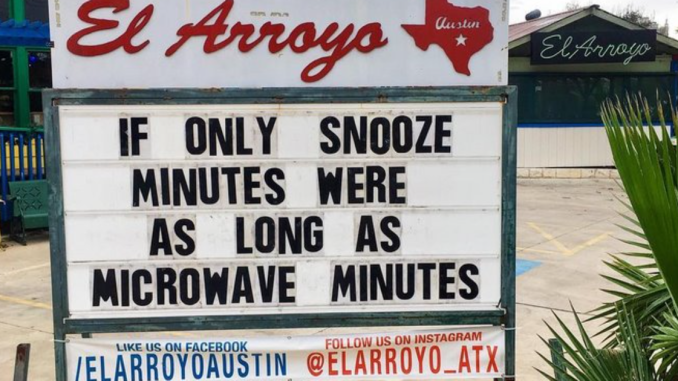 El Arroyo
Austin
El Arroyo
IF ONLY SNOOZE
MINUTES WERE
AS LONG AS
MICROWAVE MINUTES
LIKE US ON FACEBOOK
/ELARROYOAUSTIN
FOLLOW US ON INSTAGRAM
@ELARROYO_ATX